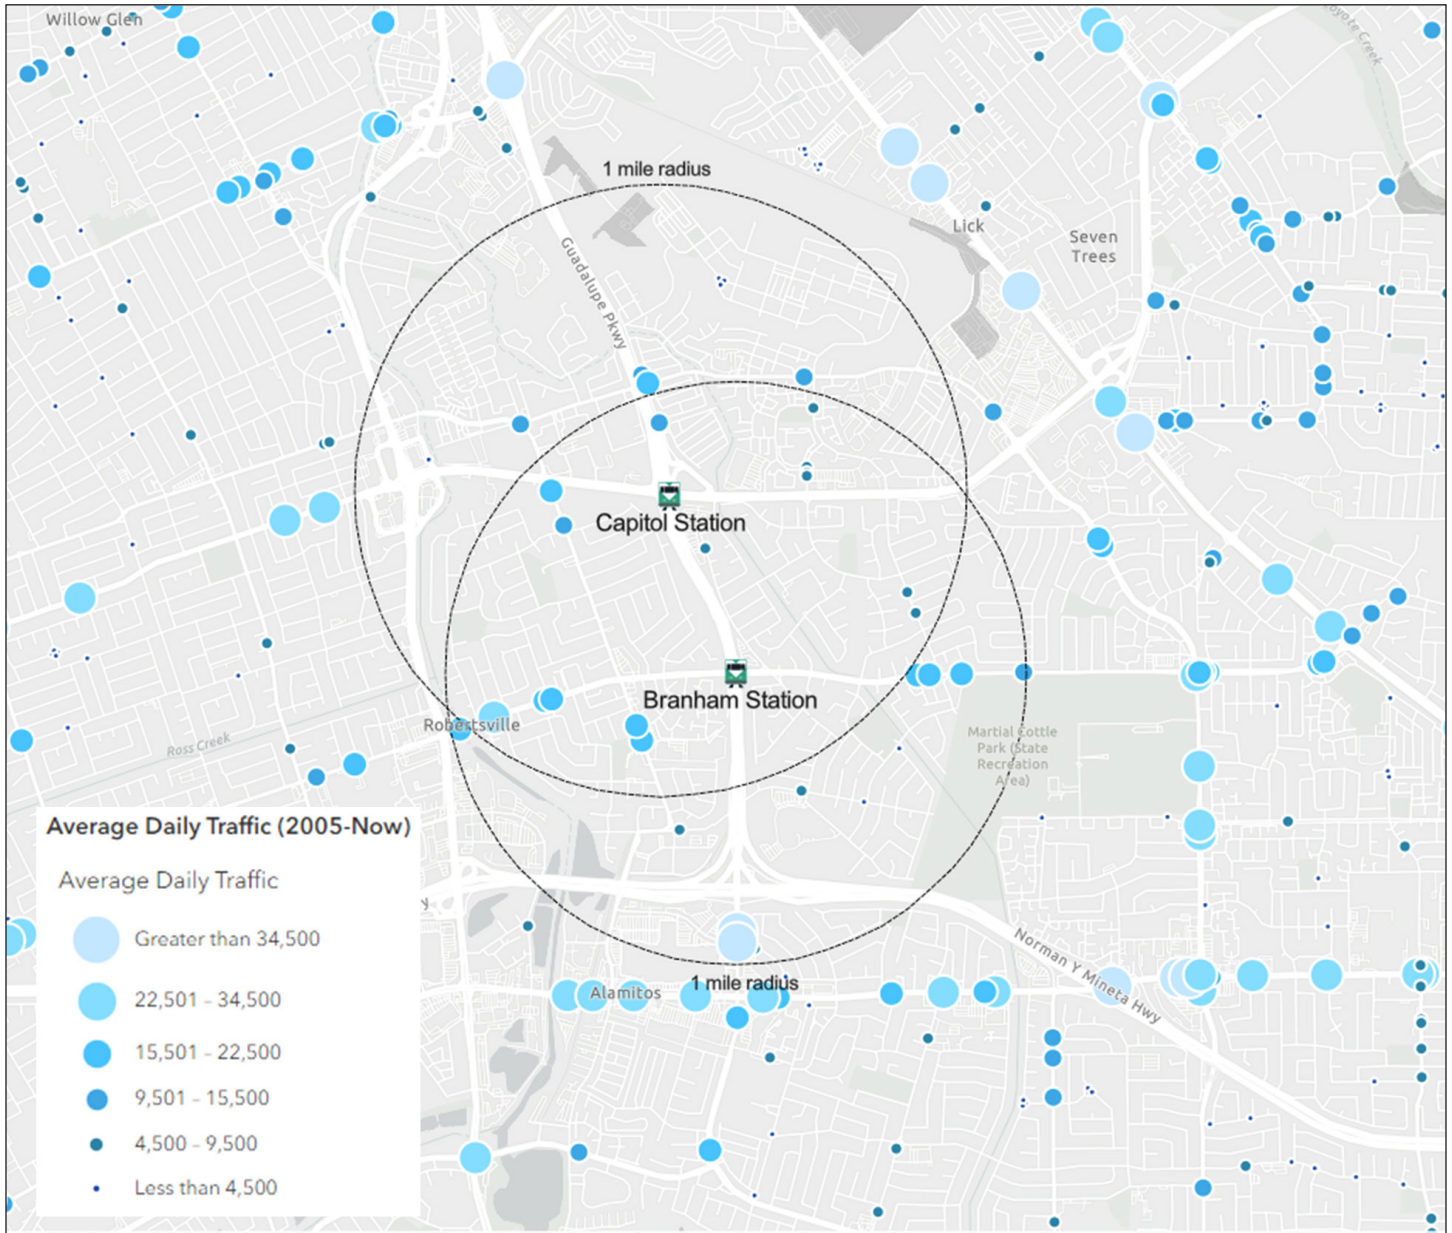 Willow Glen
Coyote Creek
1 mile radius
Guadalupe Pkwy
Lick
Seven
Trees
Capitol Station
Branham Station
Robertsville
Ross Creek
Martial Cottle
Park (State
Recreation
Area)
Average Daily Traffic (2005-Now)
Average Daily Traffic
Greater than 34,500
22,501 - 34,500
15,501 - 22,500
9,501 - 15,500
4,500 - 9,500
Less than 4,500
y
Norman Y Mineta Hwy
1 mile radius
Alamitos